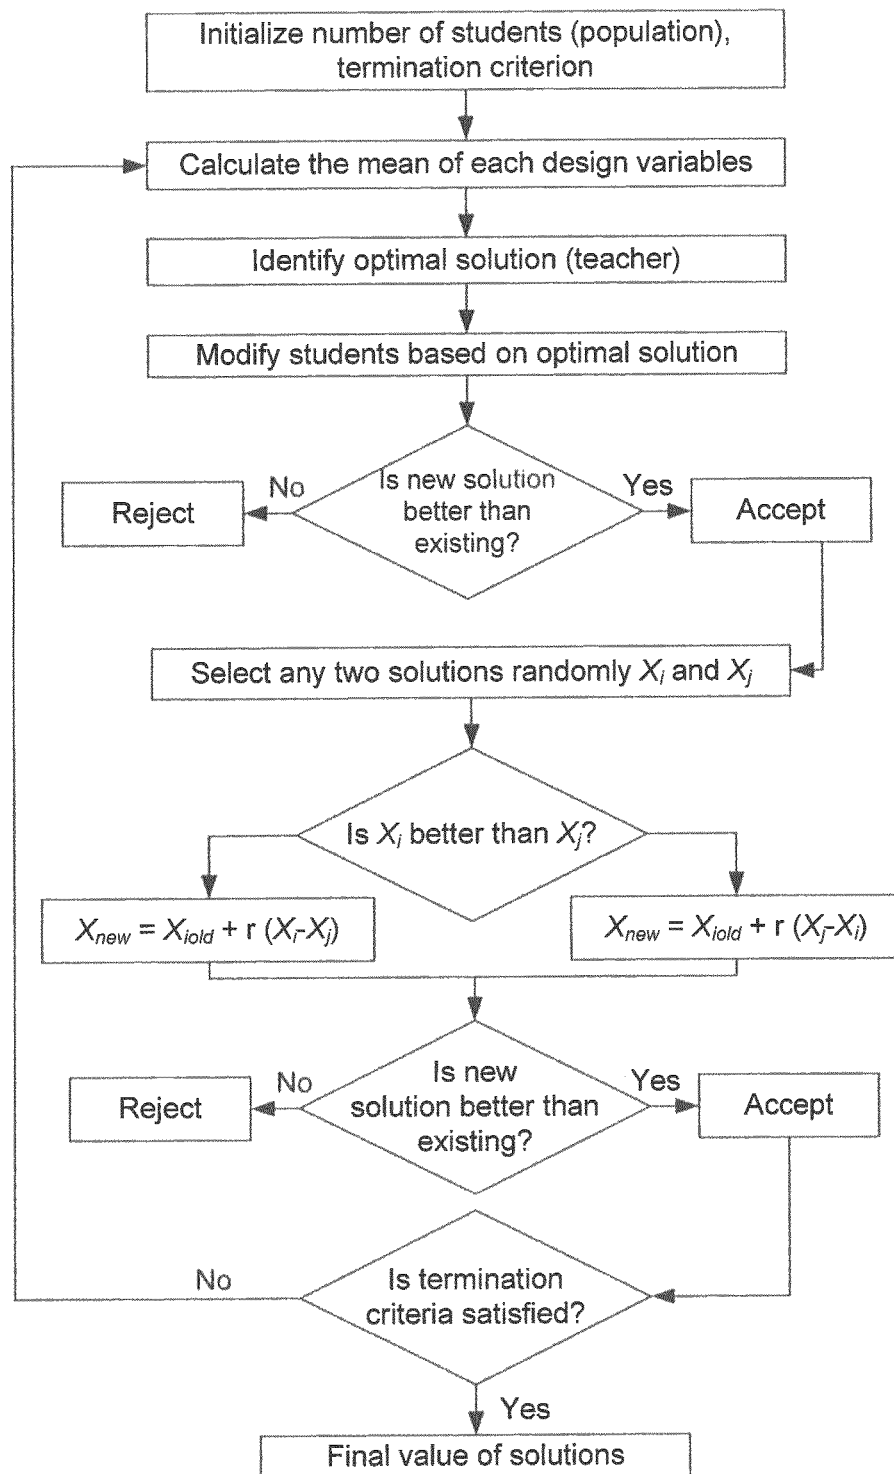 Initialize number of students (population),
termination criterion
Calculate the mean of each design variables
Identify optimal solution (teacher)
Modify students based on optimal solution
No
Is new solution
better than
existing?
Yes
Reject
Accept
Select any two solutions randomly Xi and Xj
Is Xi better than Xj?
Xnew = Xiold + r (Xi-Xj)
Xnew = Xiold + r (Xj-Xi)
No
Is new
solution better than
existing?
Yes
Reject
Accept
No
Is termination
criteria satisfied?
Yes
Final value of solutions